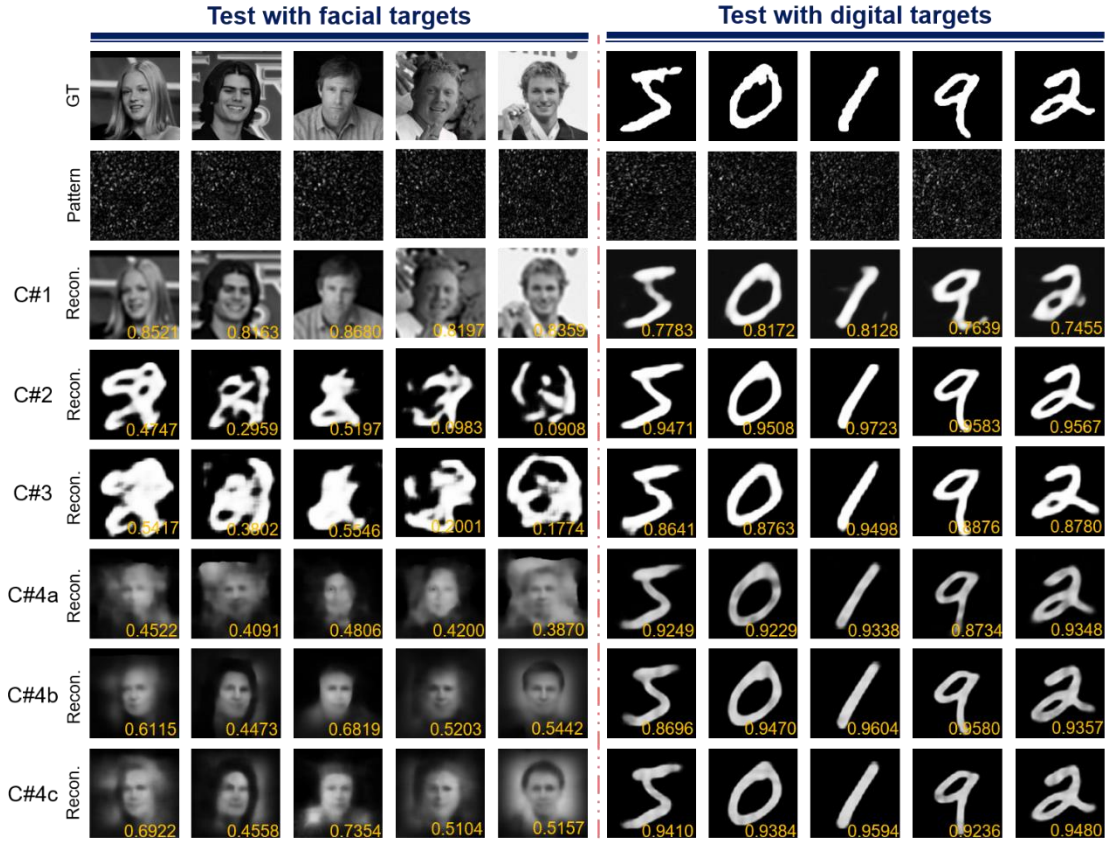 Test with facial targets
Test with digital targets
GT
Pattern
C#1 Recon. 0.8521 0.8163 0.8680 0.8197 0.8359 0.7783 0.8172 0.8128 0.7639 0.7455
C#2 Recon. 0.4747 0.2959 0.5197 0.0983 0.0908 0.9471 0.9508 0.9723 0.9583 0.9567
C#3 Recon. 0.5417 0.3802 0.5546 0.2001 0.1774 0.8641 0.8763 0.9498 0.8876 0.8780
C#4a Recon. 0.4522 0.4091 0.4806 0.4200 0.3870 0.9249 0.9229 0.9338 0.8734 0.9348
C#4b Recon. 0.6115 0.4473 0.6819 0.5203 0.5442 0.8696 0.9470 0.9604 0.9580 0.9357
C#4c Recon. 0.6922 0.4558 0.7354 0.5104 0.5157 0.9410 0.9384 0.9594 0.9236 0.9480